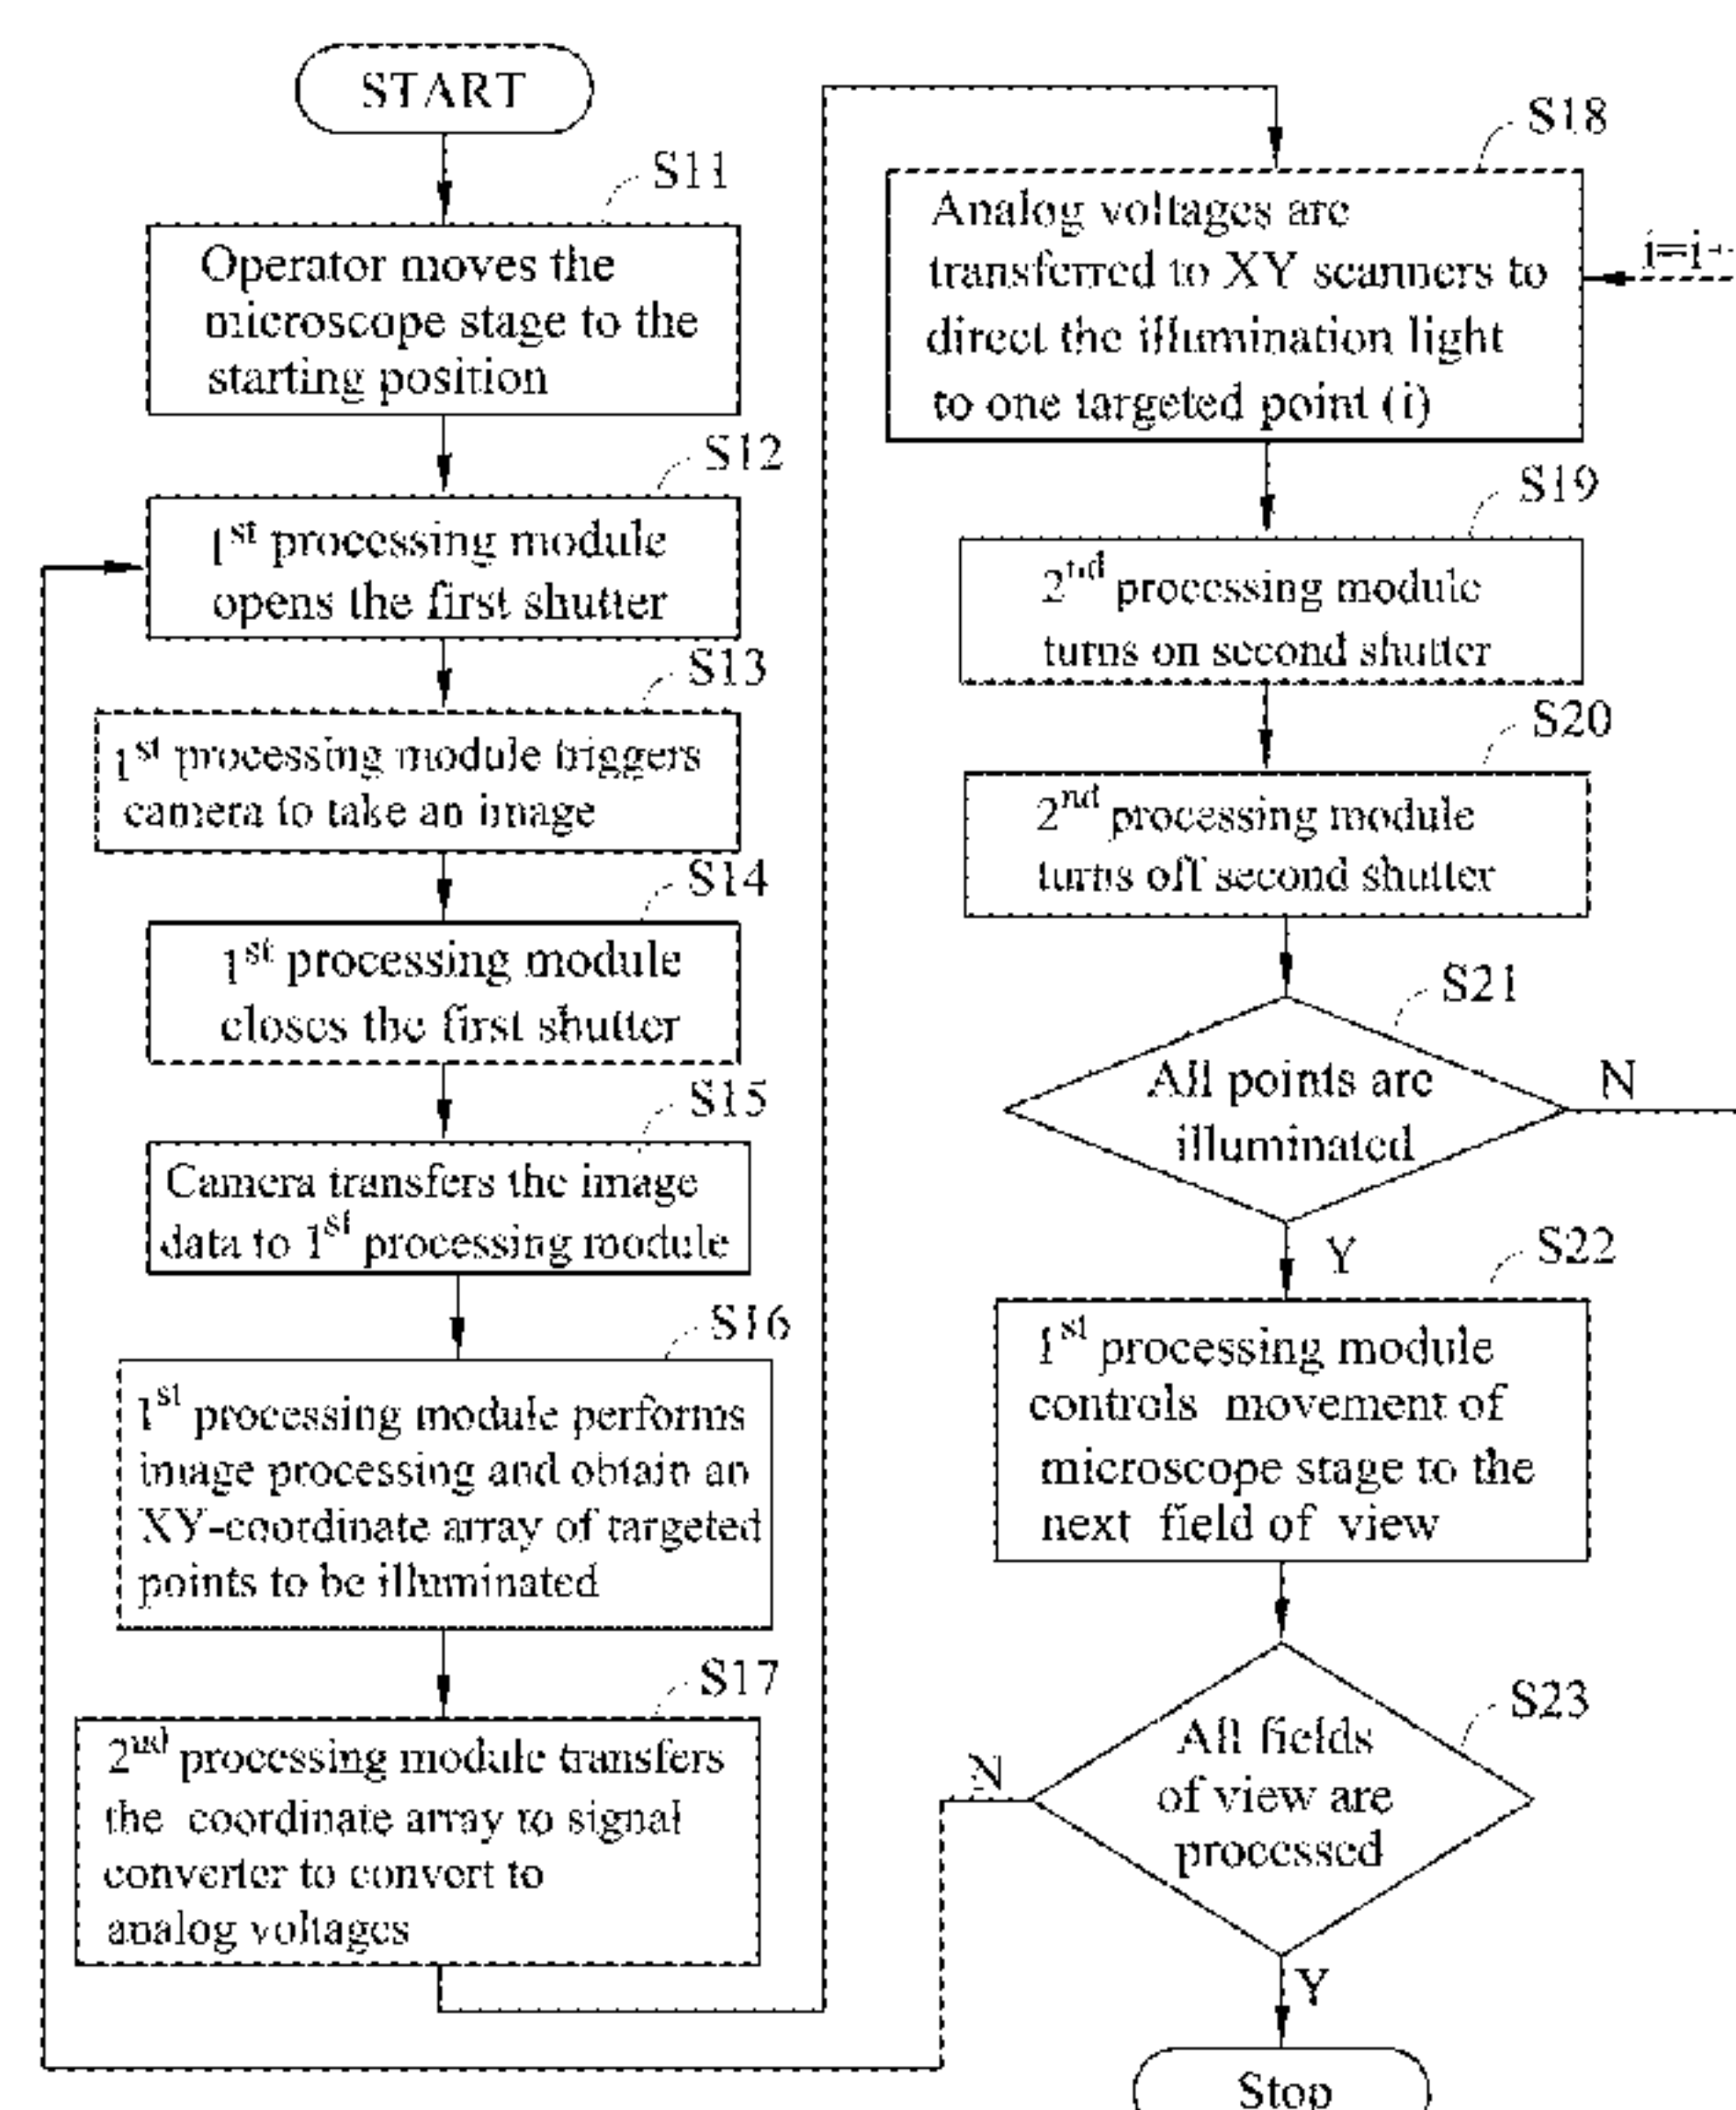 START
S11
Operator moves the
microscope stage to the
starting position
S12
1st processing module
opens the first shutter
S13
1st processing module triggers
camera to take an image
S14
1st processing module
closes the first shutter
S15
Camera transfers the image
data to 1st processing module
S16
1st processing module performs
image processing and obtain an
XY-coordinate array of targeted
points to be illuminated
S17
2nd processing module transfers
the coordinate array to signal
converter to convert to
analog voltages
S18
Analog voltages are
transferred to XY scanners to
direct the illumination light
to one targeted point (i)
i=i+
S19
2nd processing module
turns on second shutter
S20
2nd processing module
turns off second shutter
S21
All points are
illuminated
N
Y
S22
1st processing module
controls movement of
microscope stage to the
next field of view
S23
All fields
of view are
processed
N
Y
Stop